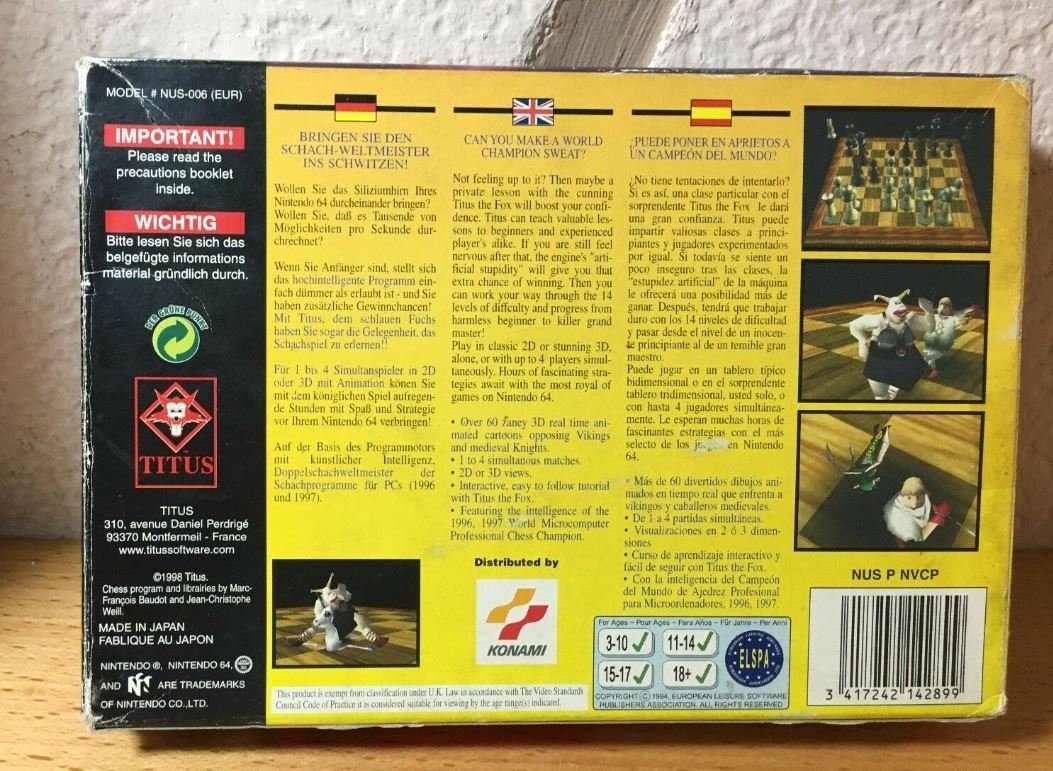 MODEL # NUS-006 (EUR)
IMPORTANT!
Please read the
precautions booklet
inside.
WICHTIG
Bitte lesen Sie sich das
belgefügte informations
material gründlich durch.
DER GRÜNE PUNKT
TITUS
TITUS
310, avenue Daniel Perdrigé
93370 Montfermeil - France
www.titussoftware.com
©1998 Titus.
Chess program and librairies by Marc-
François Baudot and Jean-Christophe
Weill.
MADE IN JAPAN
FABLIQUE AU JAPON
NINTENDO ®, NINTENDO 64,
AND N ARE TRADEMARKS
OF NINTENDO CO.,LTD.
BRINGEN SIE DEN
SCHACH-WELTMEISTER
INS SCHWITZEN!
Wollen Sie das Siliziumhirn Ihres
Nintendo 64 durcheinander bringen?
Wollen Sie, daß es Tausende von
Möglichkeiten pro Sekunde dur-
chrechnet?
Wenn Sie Anfänger sind, stellt sich
das hochintelligente Programm ein-
fach dümmer als erlaubt ist - und Sie
haben zusätzliche Gewinnchancen!
Mit Titus, dem schlauen Fuchs
haben Sie sogar die Gelegenheit, das
Schachspiel zu erlernen!!
Für 1 bis 4 Simultanspieler in 2D
oder 3D mit Animation könen Sie
mit dem königlichen Spiel aufregen-
de Stunden mit Spaß und Strategie
vor Ihrem Nintendo 64 verbringen!
Auf der Basis des Programmotors
mit künstlicher Intelligenz,
Doppelschachweltmeister der
Schachprogramme für PCs (1996
und 1997).
CAN YOU MAKE A WORLD
CHAMPION SWEAT?
Not feeling up to it? Then maybe a
private lesson with the cunning
Titus the Fox will boost your confi-
dence. Titus can teach valuable les-
sons to beginners and experienced
player's alike. If you are still feel
nervous after that, the engine's "arti-
ficial stupidity" will give you that
extra chance of winning. Then you
can work your way through the 14
levels of difficulty and progress from
harmless beginner to killer grand
master!
Play in classic 2D or stunning 3D,
alone, or with up to 4 players simul-
taneously. Hours of fascinating stra-
tegies await with the most royal of
games on Nintendo 64.
• Over 60 Zaney 3D real time ani-
mated cartoons opposing Vikings
and medieval Knights.
• 1 to 4 simultanous matches.
• 2D or 3D views.
• Interactive, easy to follow tutorial
with Titus the Fox.
• Featuring the intelligence of the
1996, 1997 World Microcomputer
Professional Chess Champion.
Distributed by
KONAMI
¿PUEDE PONER EN APRIETOS A
UN CAMPEÓN DEL MUNDO?
¿No tiene tentaciones de intentarlo?
Si es así, una clase particular con el
sorprendente Titus the Fox le dará
una gran confianza. Titus puede
impartir valiosas clases a princi-
piantes y jugadores experimentados
por igual. Si todavía se siente un
poco inseguro tras las clases, la
"estupidez artificial" de la máquina
le ofrecerá una posibilidad más de
ganar. Después, tendrá que trabajar
duro con los 14 niveles de dificultad
y pasar desde el nivel de un inocen-
te principiante al de un temible gran
maestro.
Puede jugar en un tablero típico
bidimensional o en el sorprendente
tablero tridimensional, usted solo, o
con hasta 4 jugadores simultánea-
mente. Le esperan muchas horas de
fascinantes estrategias con el más
selecto de los juegos en Nintendo
64.
• Más de 60 divertidos dibujos ani-
mados en tiempo real que enfrenta a
vikingos y caballeros medievales.
• De 1 a 4 partidas simultáneas.
• Visualizaciones en 2 ó 3 dimen-
siones
• Curso de aprendizaje interactivo y
fácil de seguir con Titus the Fox.
• Con la inteligencia del Campeón
del Mundo de Ajedrez Profesional
para Microordenadores, 1996, 1997.
This product is exempt from classification under U.K. Law in accordance with The Video Standards
Council Code of Practice it is considered suitable for viewing by the age range(s) indicated.
For Ages - Pour Ages - Para Años - Für Jahre - Per Anni
3-10 11-14
15-17 18+
ELSPA
COPYRIGHT © 1994, EUROPEAN LEISURE SOFTWARE
PUBLISHERS ASSOCIATION. ALL RIGHTS RESERVED
NUS P NVCP
3 417242 142899